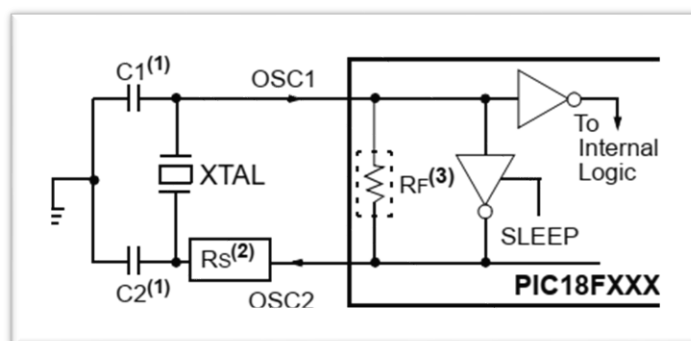 C1(1)
OSC1
To
Internal
Logic
XTAL
RF(3)
SLEEP
RS(2)
C2(1)
OSC2
PIC18FXXX